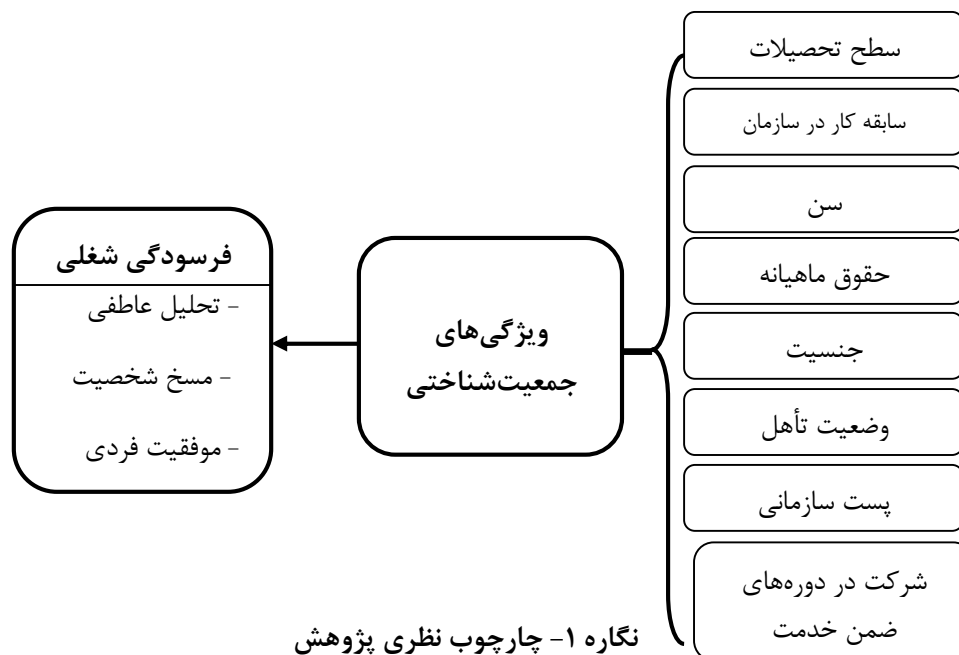 سطح تحصیلات
سابقه کار در سازمان
سن
حقوق ماهیانه
جنسیت
وضعیت تأهل
پست سازمانی
شرکت در دوره‌های
ضمن خدمت
ویژگی‌های
جمعیت‌شناختی
فرسودگی شغلی
- تحلیل عاطفی
- مسخ شخصیت
- موفقیت فردی
نگاره ۱- چارچوب نظری پژوهش